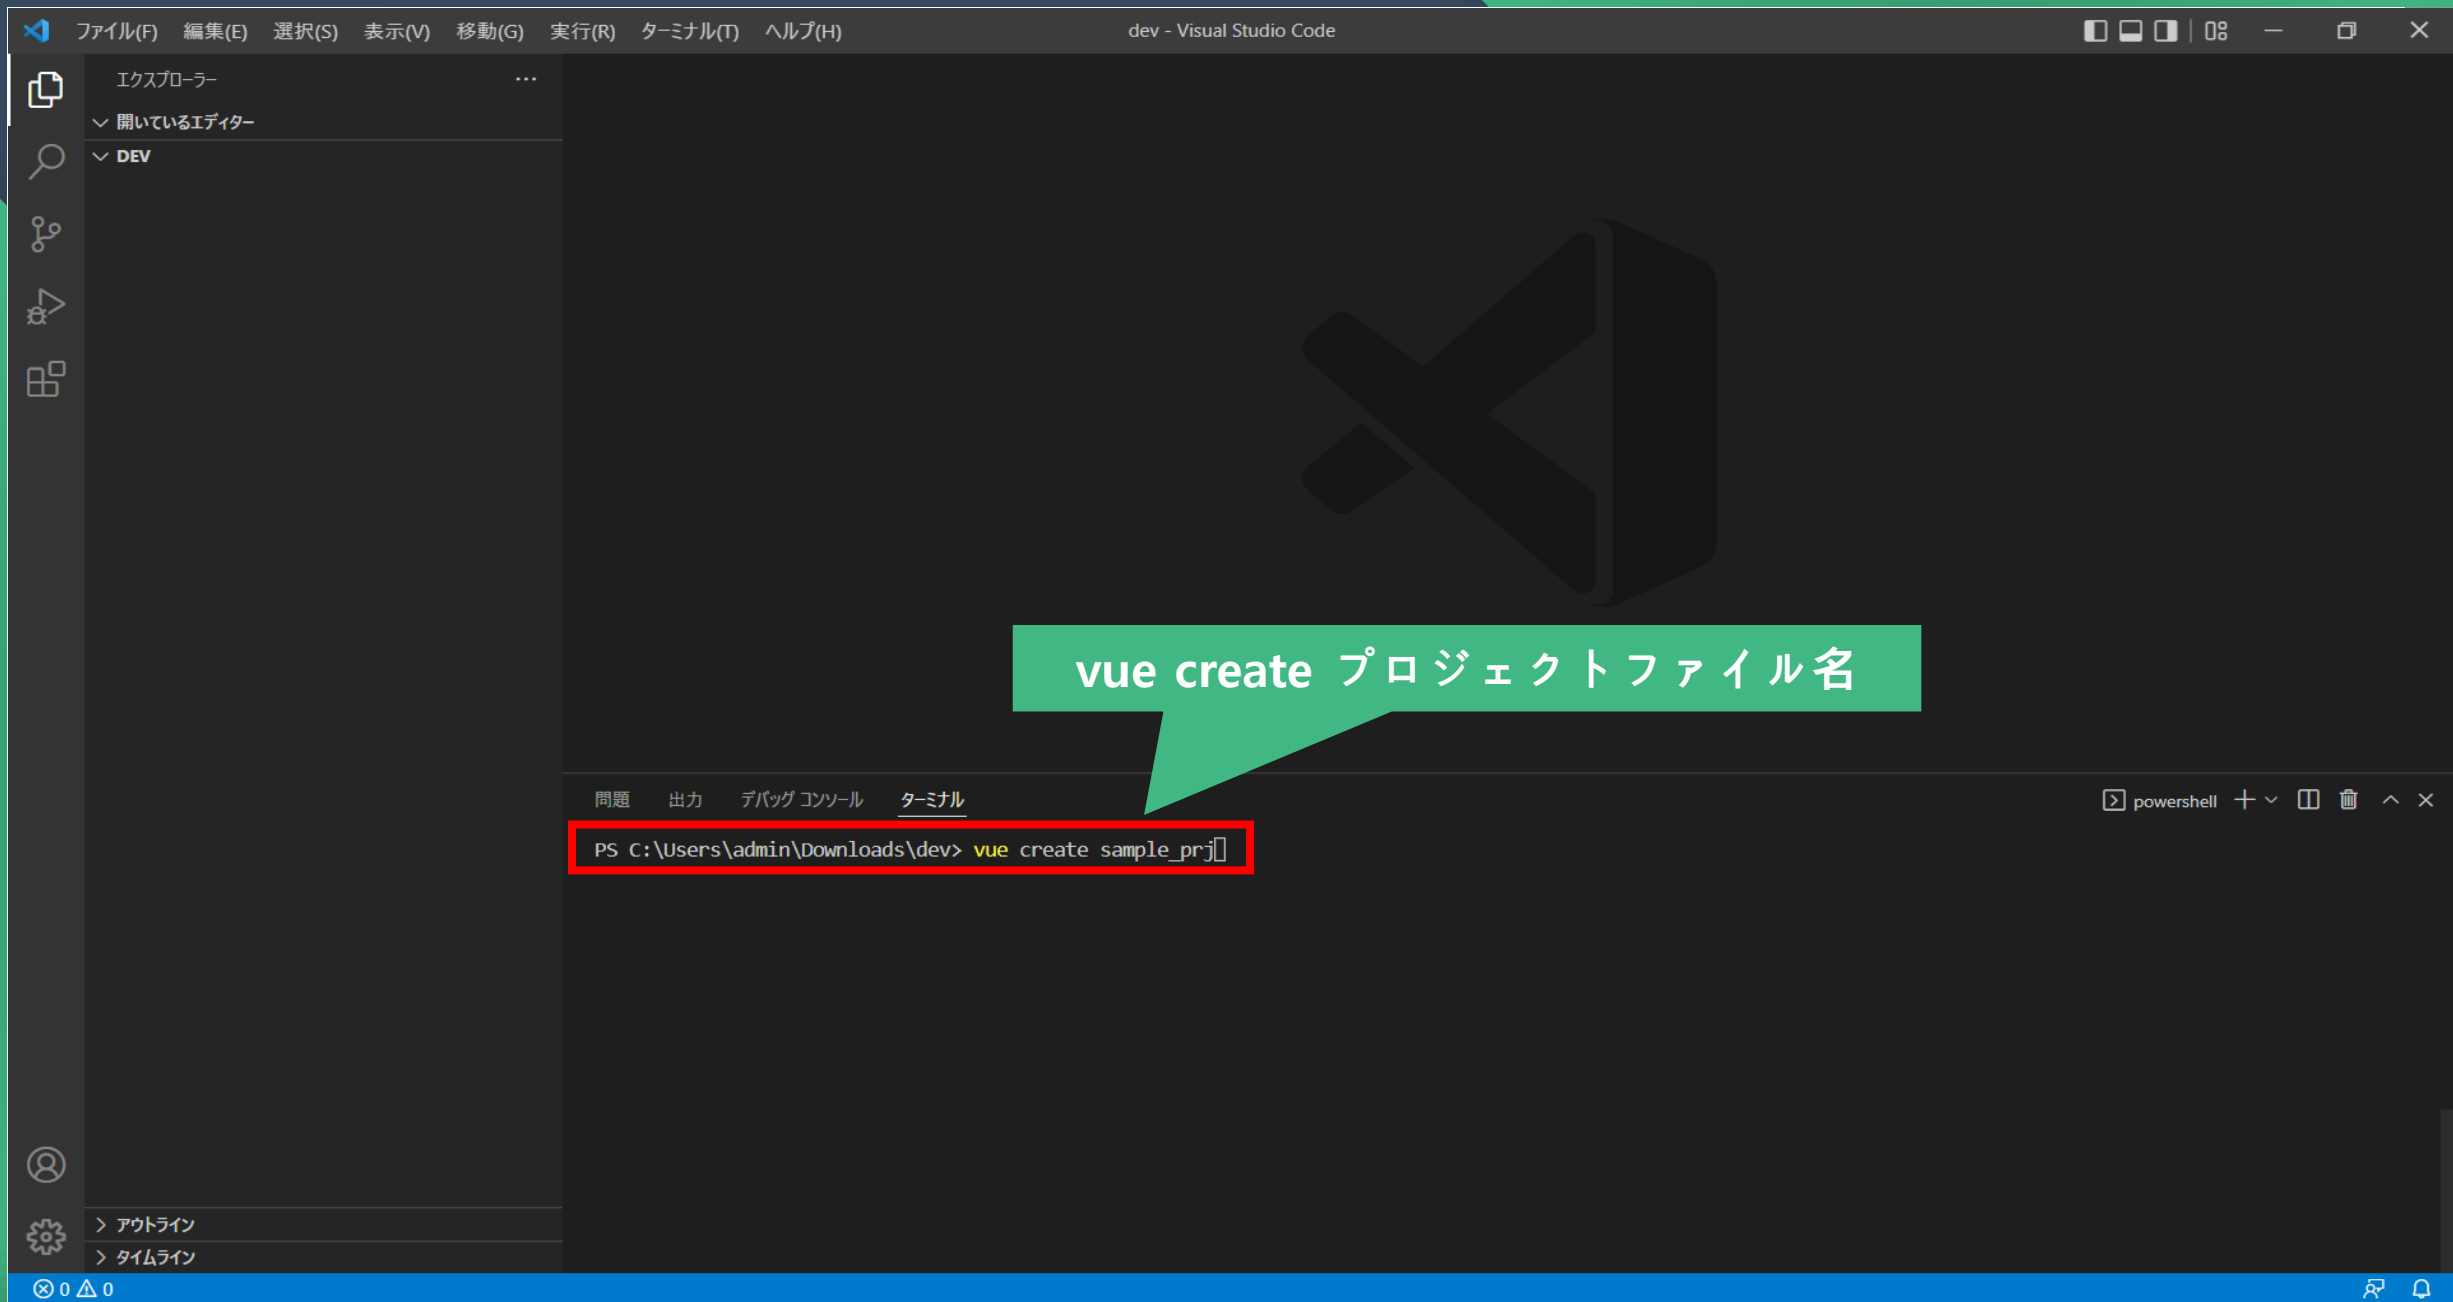 ファイル(F) 編集(E) 選択(S) 表示(V) 移動(G) 実行(R) ターミナル(T) ヘルプ(H) dev - Visual Studio Code
エクスプローラー
開いているエディター
DEV
vue create プロジェクトファイル名
問題 出力 デバッグ コンソール ターミナル powershell
PS C:\Users\admin\Downloads\dev> vue create sample_prj
アウトライン
タイムライン
0 0